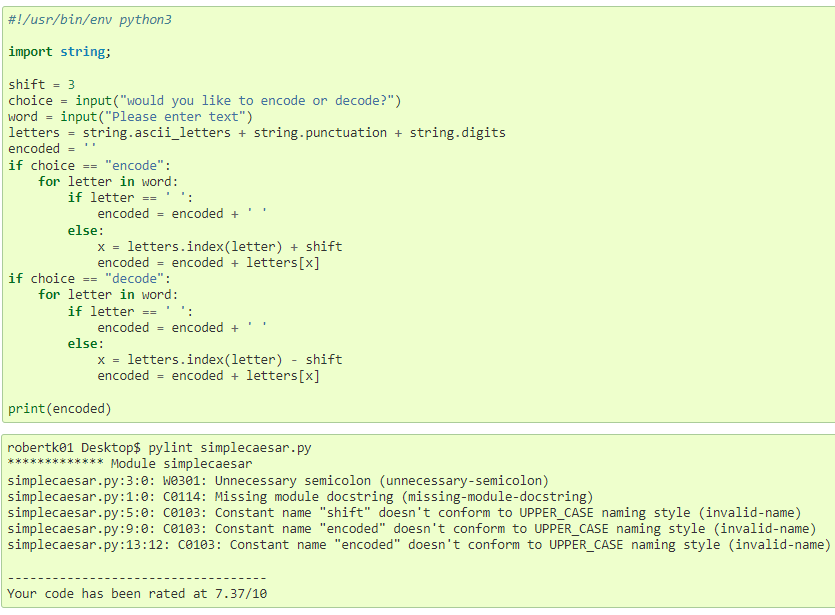 #!/usr/bin/env python3

import string;

shift = 3
choice = input("would you like to encode or decode?")
word = input("Please enter text")
letters = string.ascii_letters + string.punctuation + string.digits
encoded = ''
if choice == "encode":
    for letter in word:
        if letter == ' ':
            encoded = encoded + ' '
        else:
            x = letters.index(letter) + shift
            encoded = encoded + letters[x]
if choice == "decode":
    for letter in word:
        if letter == ' ':
            encoded = encoded + ' '
        else:
            x = letters.index(letter) - shift
            encoded = encoded + letters[x]

print(encoded)

robertk01 Desktop$ pylint simplecaesar.py
************* Module simplecaesar
simplecaesar.py:3:0: W0301: Unnecessary semicolon (unnecessary-semicolon)
simplecaesar.py:1:0: C0114: Missing module docstring (missing-module-docstring)
simplecaesar.py:5:0: C0103: Constant name "shift" doesn't conform to UPPER_CASE naming style (invalid-name)
simplecaesar.py:9:0: C0103: Constant name "encoded" doesn't conform to UPPER_CASE naming style (invalid-name)
simplecaesar.py:13:12: C0103: Constant name "encoded" doesn't conform to UPPER_CASE naming style (invalid-name)

-----------------------------------
Your code has been rated at 7.37/10